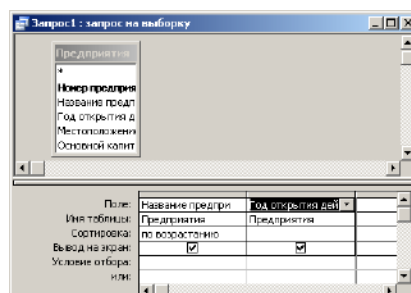 Запрос1 : запрос на выборку
Предприятия
*
Номер предприя
Название предп
Год открытия д
Местоположени
Основной капит
Поле: Название предпри Год открытия дей
Имя таблицы: Предприятия Предприятия
Сортировка: по возрастанию
Вывод на экран:
Условие отбора:
или: